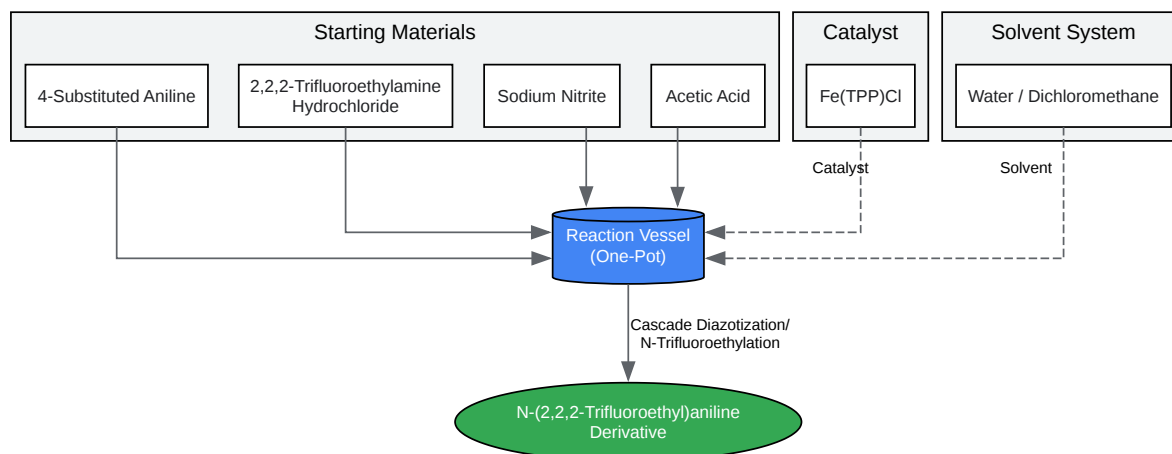 Starting Materials
Catalyst
Solvent System
4-Substituted Aniline
2,2,2-Trifluoroethylamine
Hydrochloride
Sodium Nitrite
Acetic Acid
Fe(TPP)Cl
Water / Dichloromethane
Catalyst
Solvent
Reaction Vessel
(One-Pot)
Cascade Diazotization/
N-Trifluoroethylation
N-(2,2,2-Trifluoroethyl)aniline
Derivative